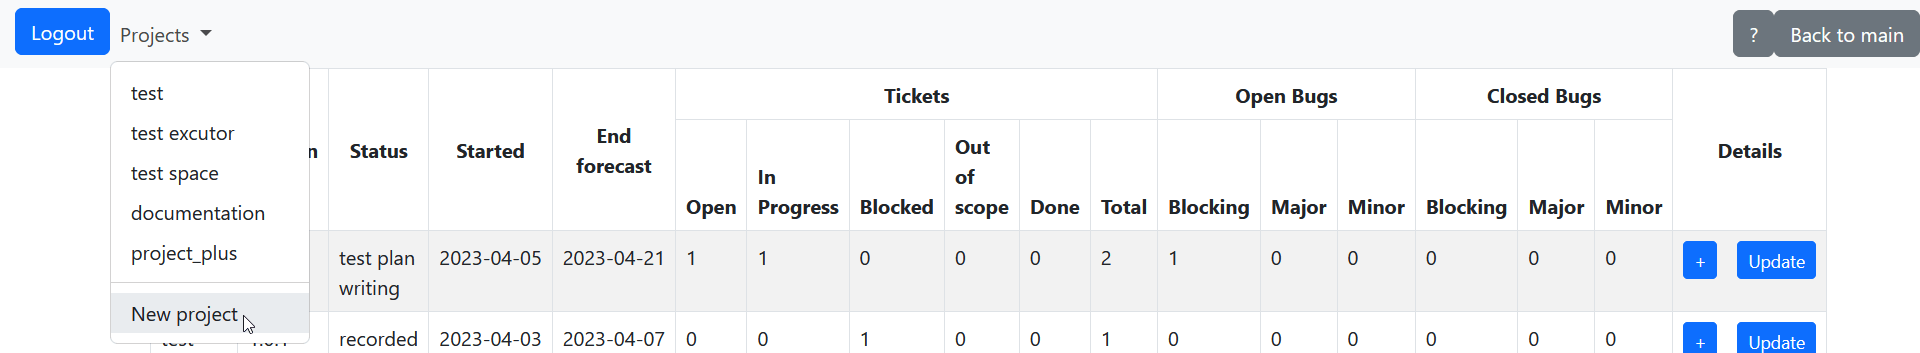 Logout Projects ? Back to main
test
test excutor
test space
documentation
project_plus
New project
n Status Started End forecast Tickets Open Bugs Closed Bugs Details
Open In Progress Blocked Out of scope Done Total Blocking Major Minor Blocking Major Minor
test plan writing 2023-04-05 2023-04-21 1 1 0 0 0 2 1 0 0 0 0 0 + Update
recorded 2023-04-03 2023-04-07 0 0 1 0 0 1 0 0 0 0 0 0 + Update